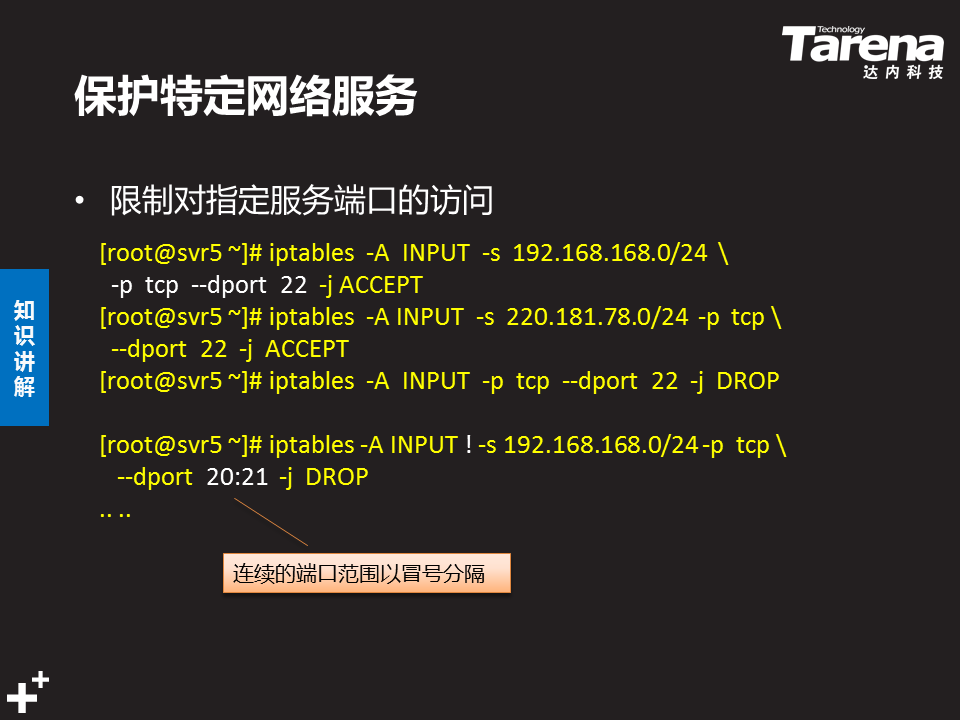 Technology
Tarena
达内科技
保护特定网络服务
• 限制对指定服务端口的访问
[root@svr5 ~]# iptables -A INPUT -s 192.168.168.0/24 \
-p tcp --dport 22 -j ACCEPT
[root@svr5 ~]# iptables -A INPUT -s 220.181.78.0/24 -p tcp \
--dport 22 -j ACCEPT
[root@svr5 ~]# iptables -A INPUT -p tcp --dport 22 -j DROP
[root@svr5 ~]# iptables -A INPUT ! -s 192.168.168.0/24 -p tcp \
--dport 20:21 -j DROP
.. ..
连续的端口范围以冒号分隔
知识讲解